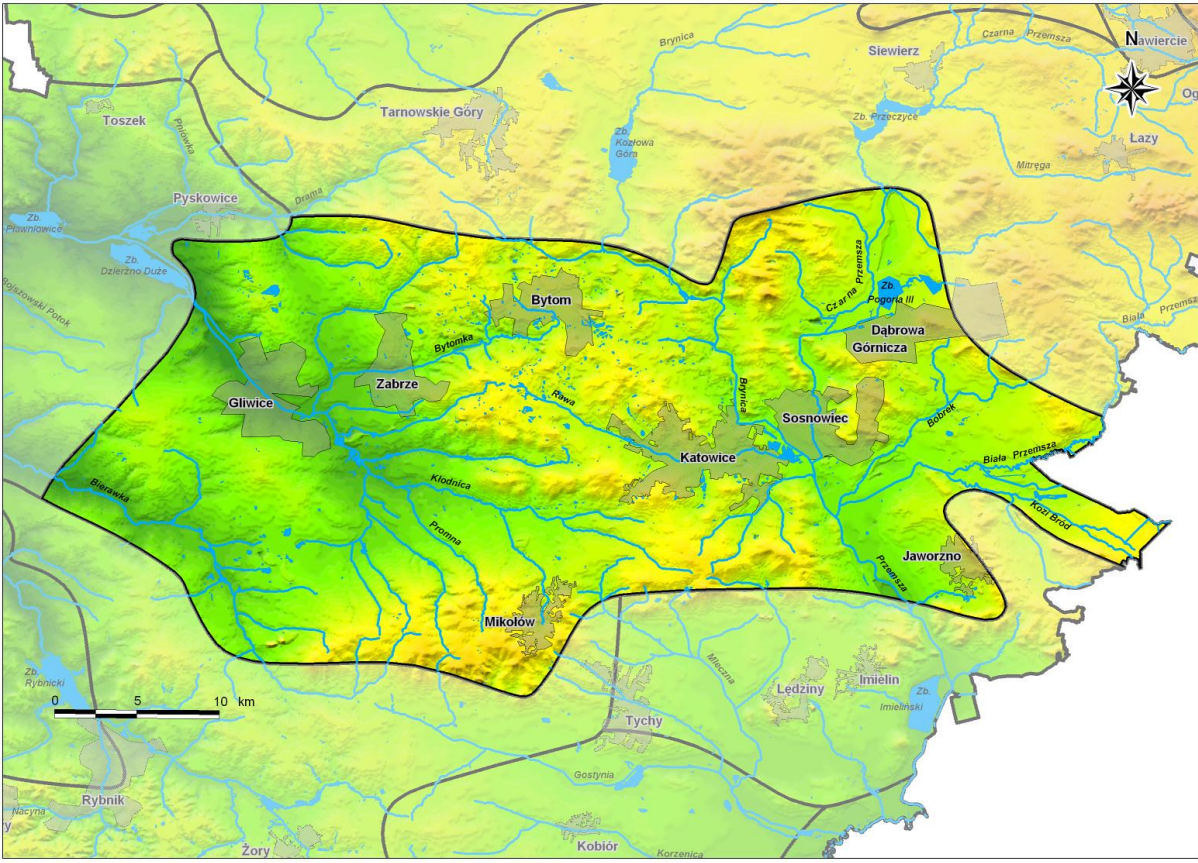 Brynica
Siewierz
Czarna Przemsza
N
Zawiercie
Toszek
Pniówka
Tarnowskie Góry
Zb.
Kozłowa
Góra
Zb. Przeczyce
Łazy
Mitręga
Pyskowice
Drama
Zb.
Pławniowice
Zb.
Dzierżno Duże
Czarna Przemsza
Zb.
Pogoria III
Bytom
Dąbrowa
Górnicza
Biała Przemsza
Bytomka
Zabrze
Gliwice
Rawa
Brynica
Sosnowiec
Bobrek
Katowice
Biała Przemsza
Bierawka
Kłodnica
Promna
Kozi Bród
Jaworzno
Przemsza
Mikołów
Mleczna
Zb.
Rybnicki
0 5 10 km
Lędziny
Imielin
Zb.
Imieliński
Tychy
Gostynia
Rybnik
Nacyna
Żory
Kobiór
Korzenica